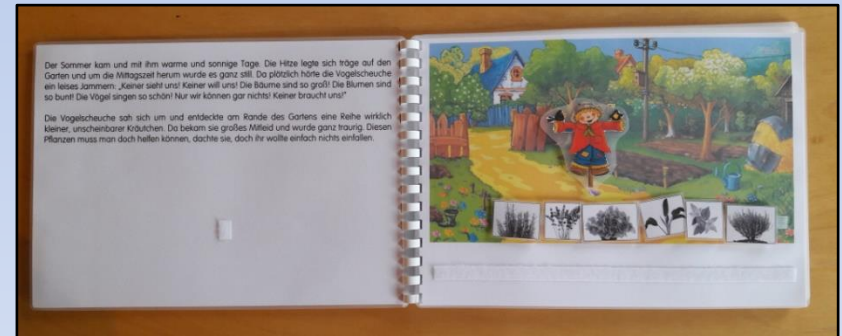 Der Sommer kam und mit ihm warme und sonnige Tage. Die Hitze legte sich träge auf den
Garten und um die Mittagszeit herum wurde es ganz still. Da plötzlich hörte die Vogelscheuche
ein leises Jammern: „Keiner sieht uns! Keiner will uns! Die Bäume sind so groß! Die Blumen sind
so bunt! Die Vögel singen so schön! Nur wir können gar nichts! Keiner braucht uns!"
Die Vogelscheuche sah sich um und entdeckte am Rande des Gartens eine Reihe wirklich
kleiner, unscheinbarer Kräutchen. Da bekam sie großes Mitleid und wurde ganz traurig. Diesen
Pflanzen muss man doch helfen können, dachte sie, doch ihr wollte einfach nichts einfallen.